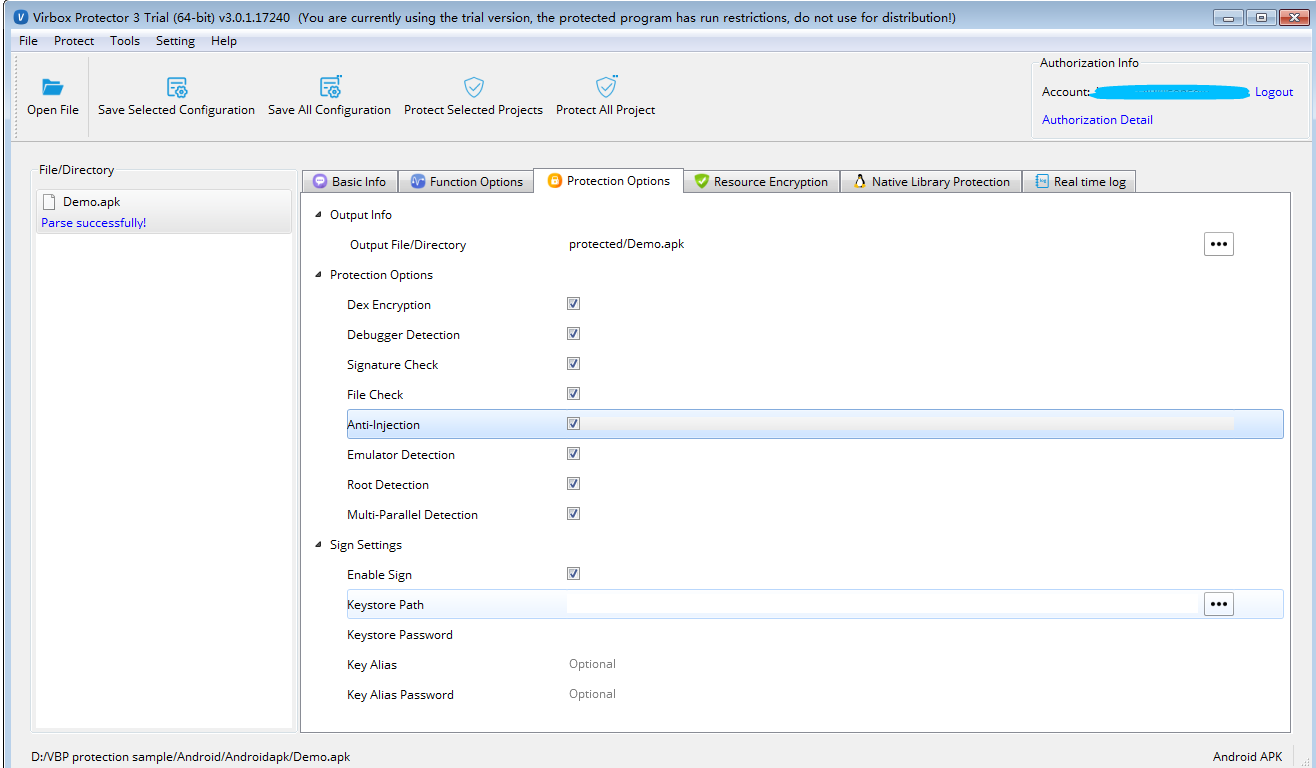 Virbox Protector 3 Trial (64-bit) v3.0.1.17240 (You are currently using the trial version, the protected program has run restrictions, do not use for distribution!)
File Protect Tools Setting Help
Open File Save Selected Configuration Save All Configuration Protect Selected Projects Protect All Project
Authorization Info
Account: Logout
Authorization Detail
File/Directory
Demo.apk
Parse successfully!
Basic Info Function Options Protection Options Resource Encryption Native Library Protection Real time log
Output Info
Output File/Directory protected/Demo.apk
Protection Options
Dex Encryption
Debugger Detection
Signature Check
File Check
Anti-Injection
Emulator Detection
Root Detection
Multi-Parallel Detection
Sign Settings
Enable Sign
Keystore Path
Keystore Password
Key Alias Optional
Key Alias Password Optional
D:/VBP protection sample/Android/Androidapk/Demo.apk Android APK